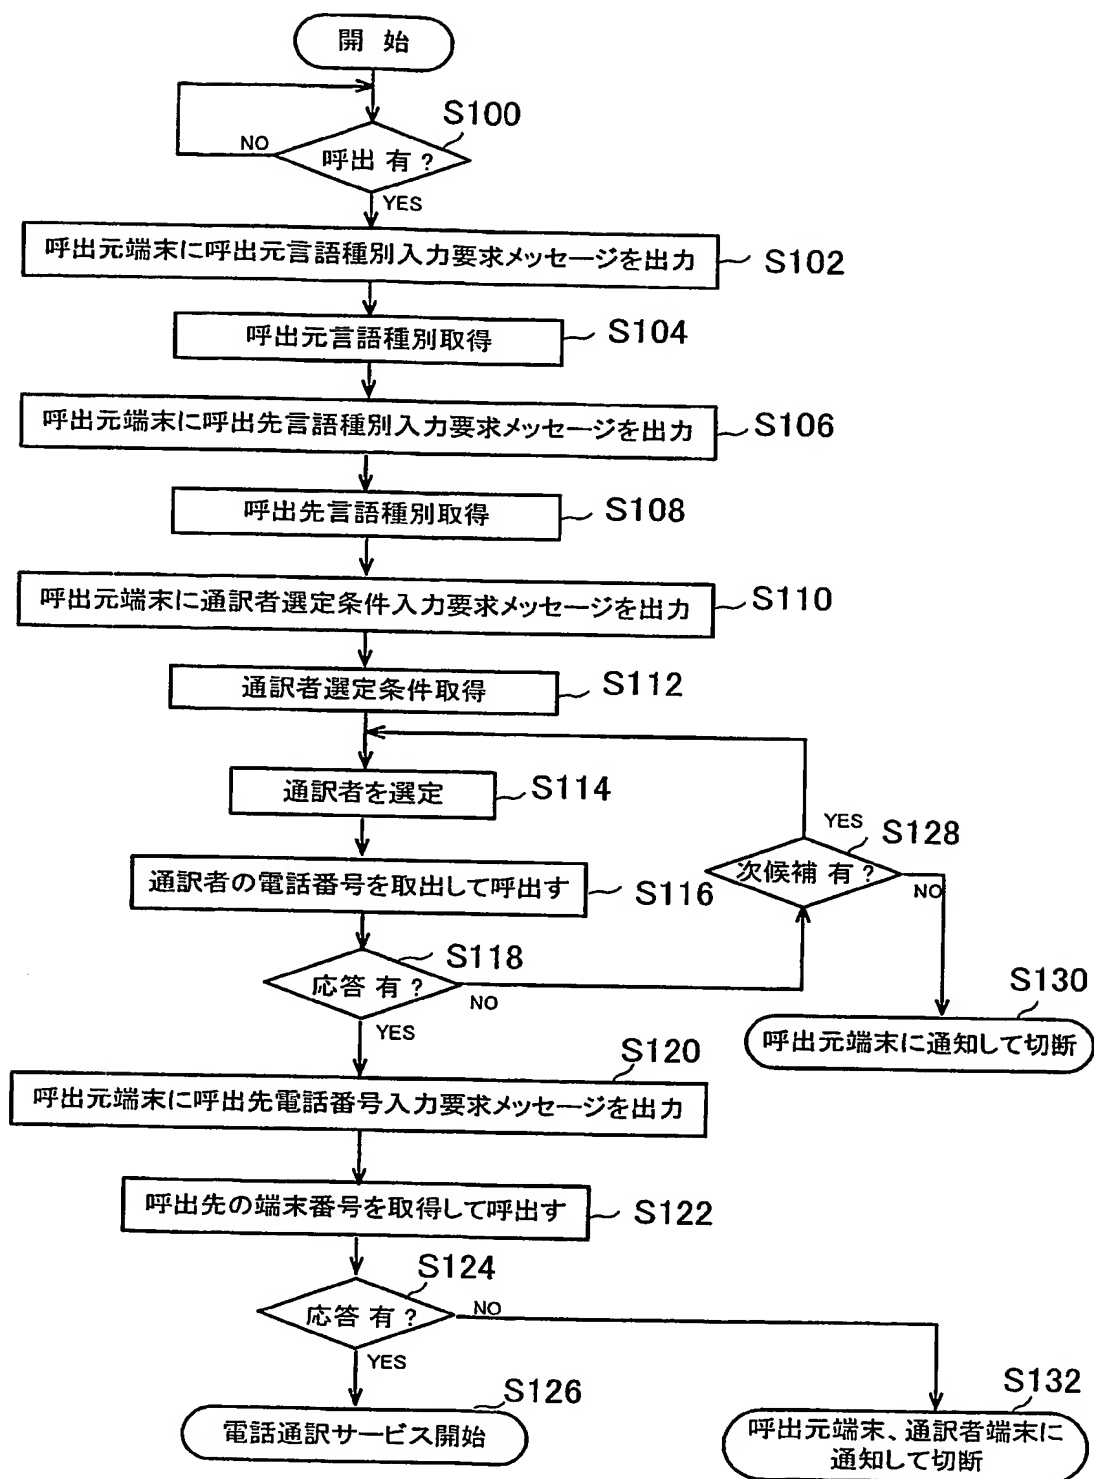 開 始
S100
NO
呼出 有?
YES
呼出元端末に呼出元言語種別入力要求メッセージを出力
S102
呼出元言語種別取得
S104
呼出元端末に呼出先言語種別入力要求メッセージを出力
S106
呼出先言語種別取得
S108
呼出元端末に通訳者選定条件入力要求メッセージを出力
S110
通訳者選定条件取得
S112
通訳者を選定
S114
YES
S128
次候補 有?
NO
通訳者の電話番号を取出して呼出す
S116
S118
応答 有?
NO
YES
S130
呼出元端末に通知して切断
S120
呼出元端末に呼出先電話番号入力要求メッセージを出力
呼出先の端末番号を取得して呼出す
S122
S124
応答 有?
NO
YES
S126
電話通訳サービス開始
S132
呼出元端末、通訳者端末に
通知して切断